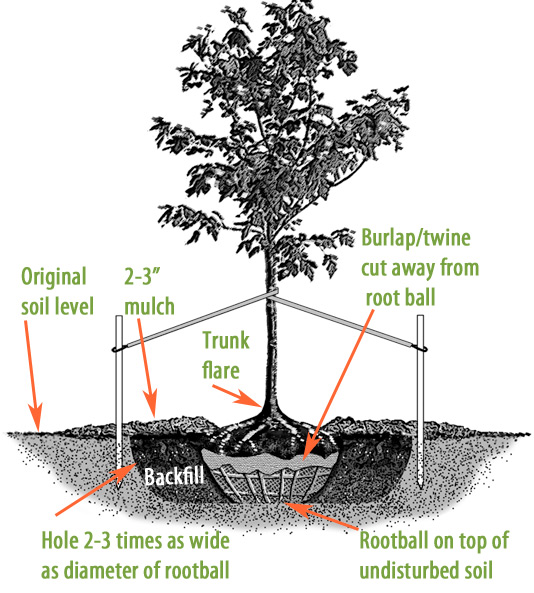 Burlap/twine
cut away from
root ball
Original
soil level
2-3”
mulch
Trunk
flare
Backfill
Hole 2-3 times as wide
as diameter of rootball
Rootball on top of
undisturbed soil